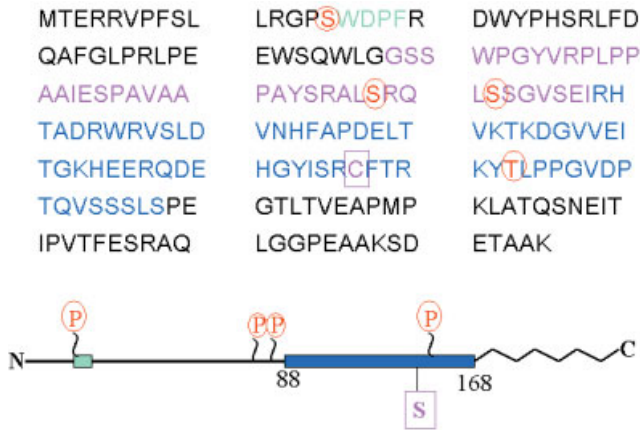 MTERRVPFSL LRGPSWDPFR DWYPHSRLFD
QAFGLPRLPE EWSQWLGGSS WPGYVRPLPP
AAIESPAVAA PAYSRALSRQ LSSGVSEIRH
TADRWRVSLD VNHFAPDELT VKTKDGVVEI
TGKHEERQDE HGYISRCFTR KYTLPPGVDP
TQVSSSLSPE GTLTVEAPMP KLATQSNEIT
IPVTFESRAQ LGGPEAAKSD ETAAK
P P P P
N C
88 168
S